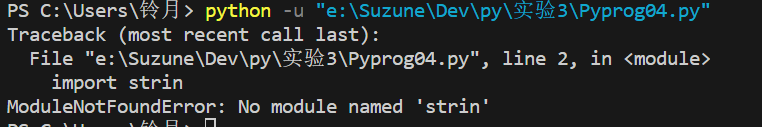 PS C:\Users\铃月> python -u "e:\Suzune\Dev\py\实验3\Pyprog04.py"
Traceback (most recent call last):
  File "e:\Suzune\Dev\py\实验3\Pyprog04.py", line 2, in <module>
    import strin
ModuleNotFoundError: No module named 'strin'
PS C:\Users\铃月>